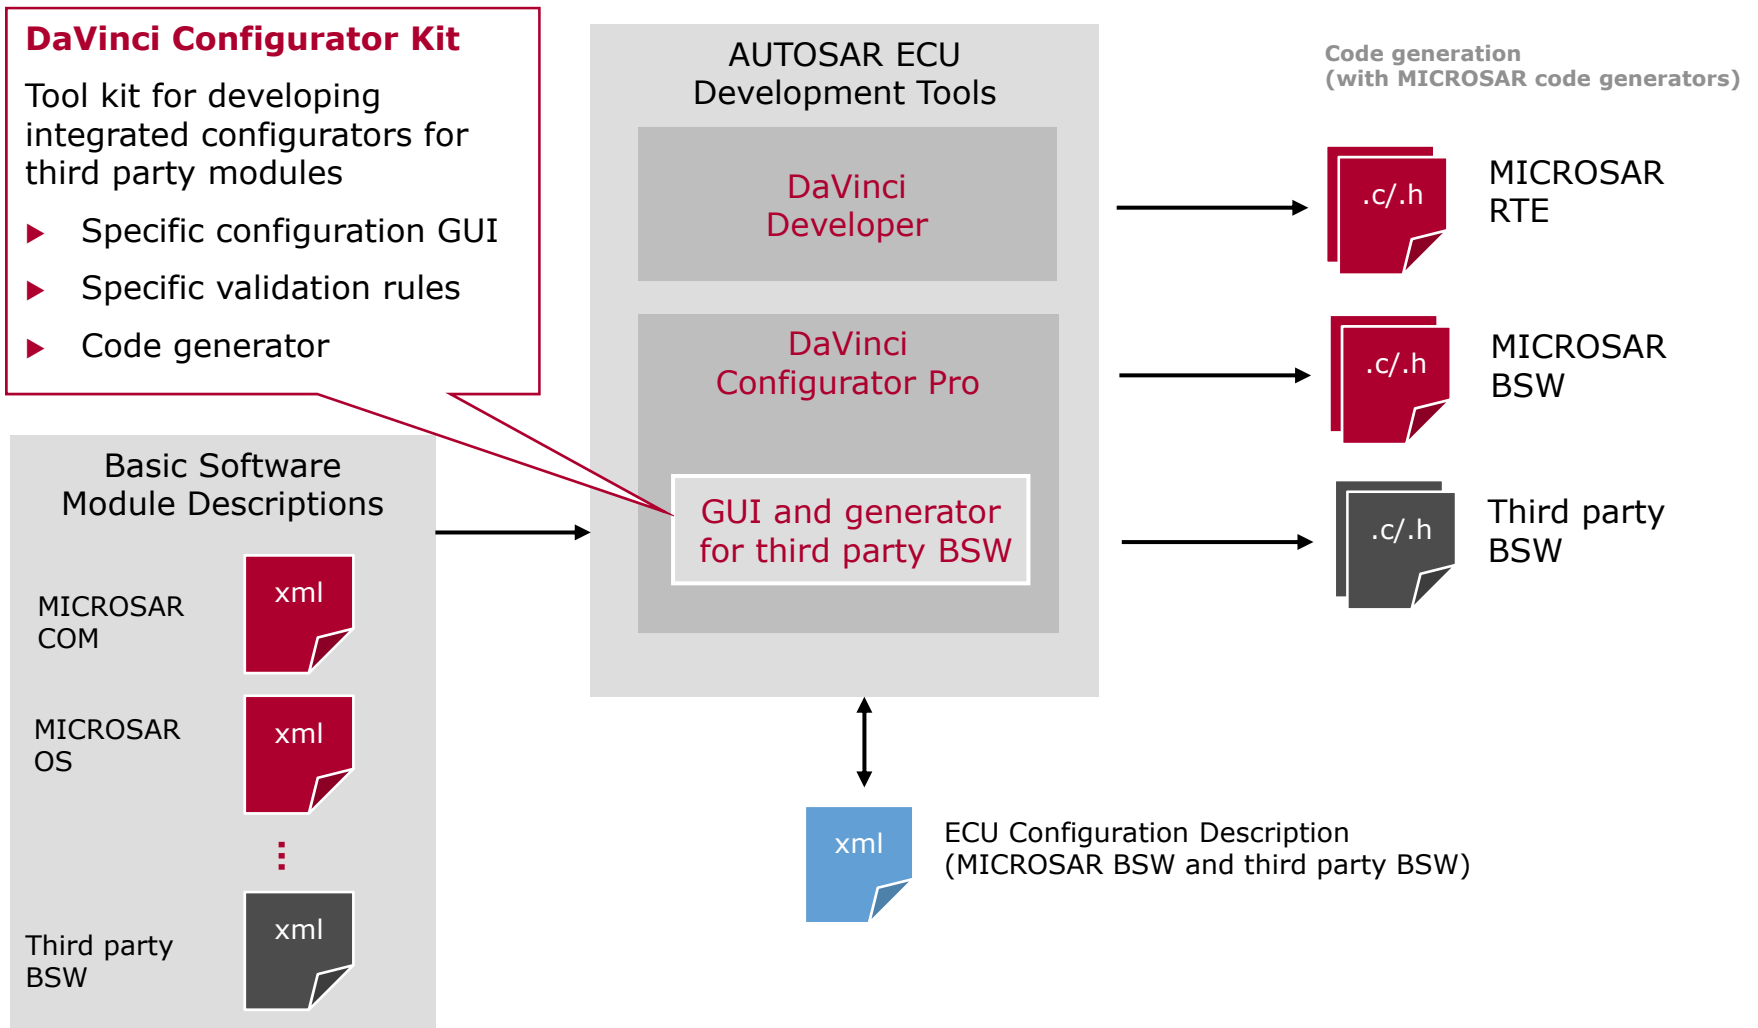 DaVinci Configurator Kit
Tool kit for developing
integrated configurators for
third party modules
Specific configuration GUI
Specific validation rules
Code generator
Basic Software
Module Descriptions
MICROSAR
COM
xml
MICROSAR
OS
xml
Third party
BSW
xml
AUTOSAR ECU
Development Tools
DaVinci
Developer
DaVinci
Configurator Pro
GUI and generator
for third party BSW
xml
ECU Configuration Description
(MICROSAR BSW and third party BSW)
Code generation
(with MICROSAR code generators)
.c/.h
MICROSAR
RTE
.c/.h
MICROSAR
BSW
.c/.h
Third party
BSW